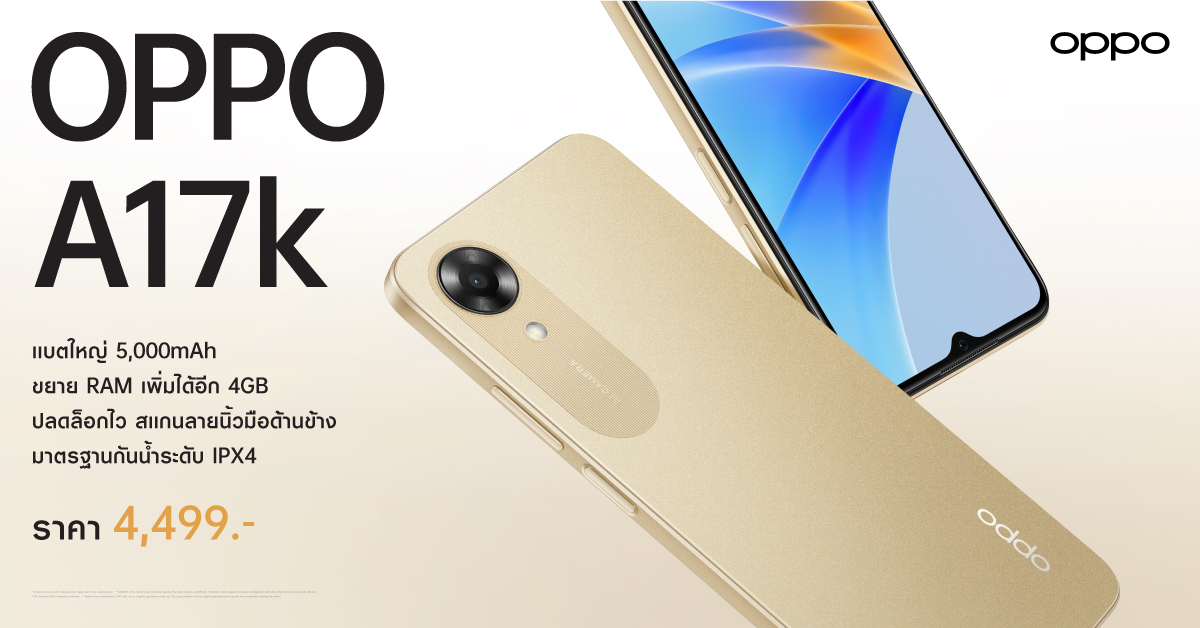 OPPO
A17k
oppo
แบตใหญ่ 5,000mAh
ขยาย RAM เพิ่มได้อีก 4GB
ปลดล็อกไว สแกนลายนิ้วมือด้านข้าง
มาตรฐานกันน้ำระดับ IPX4
ราคา 4,499.-
AI CAMERA
oppo